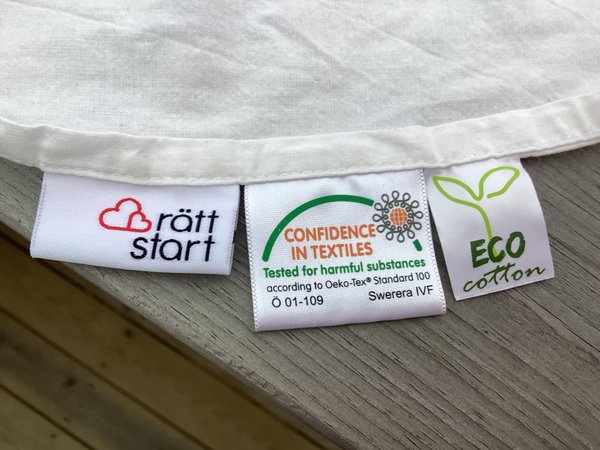 rätt
start
CONFIDENCE
IN TEXTILES
Tested for harmful substances
according to Oeko-Tex® Standard 100
Ö 01-109 Swerera IVF
ECO
cotton